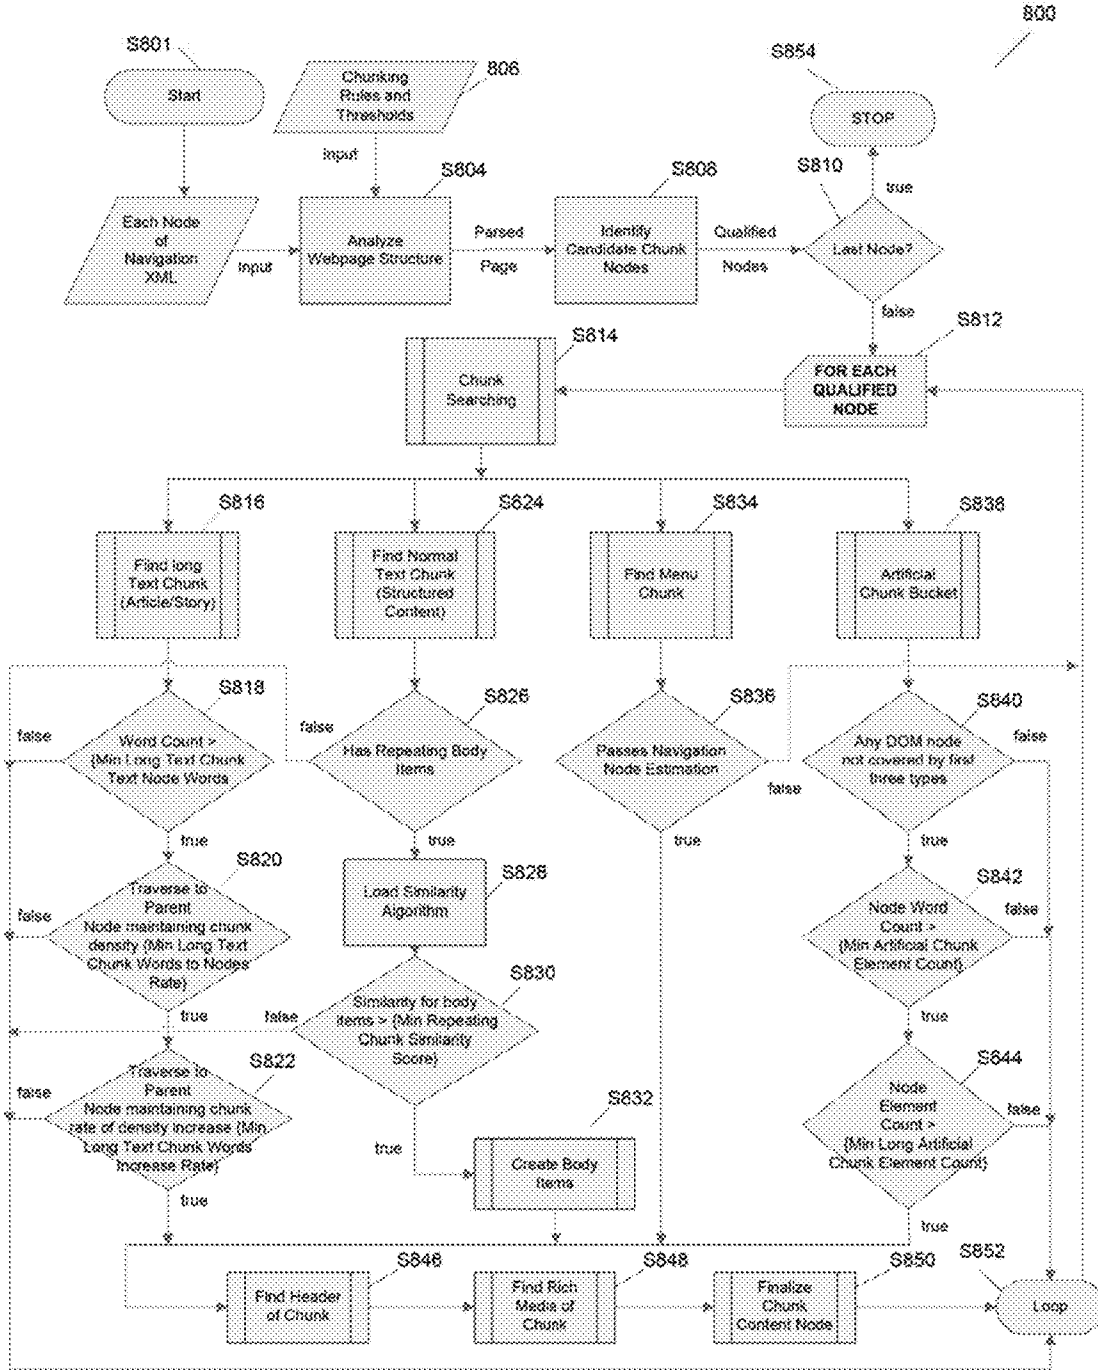 800
S801
Start
Chunking
Rules and
Thresholds
806
S854
STOP
input
S804
S808
S810
true
Each Node
of
Navigation
XML
input
Analyze
Webpage Structure
Parsed
Page
Identify
Candidate Chunk
Nodes
Qualified
Nodes
Last Node?
false
S812
S814
FOR EACH
QUALIFIED
NODE
Chunk
Searching
S816
S824
S834
S838
Find long
Text Chunk
(Article/Story)
Find Normal
Text Chunk
(Structured
Content)
Find Menu
Chunk
Artificial
Chunk Bucket
S818
S826
S836
S840
false
Word Count >
{Min Long Text Chunk
Text Node Words
false
Has Repeating Body
Items
Passes Navigation
Node Estimation
false
Any DOM node
not covered by first
three types
false
true
true
true
true
S820
S828
S842
false
Traverse to
Parent
Node maintaining chunk
density {Min Long Text
Chunk Words to Nodes
Rate}
Load Similarity
Algorithm
Node Word
Count >
{Min Artificial Chunk
Element Count}
false
S830
true
false
Similarity for body
items > {Min Repeating
Chunk Similarity
Score}
true
S822
S844
false
Traverse to
Parent
Node maintaining chunk
rate of density increase {Min
Long Text Chunk Words
Increase Rate}
Node
Element
Count >
{Min Long Artificial
Chunk Element Count}
false
S832
true
Create Body
Items
true
true
S846
S848
S850
S852
Find Header
of Chunk
Find Rich
Media of
Chunk
Finalize
Chunk
Content Node
Loop